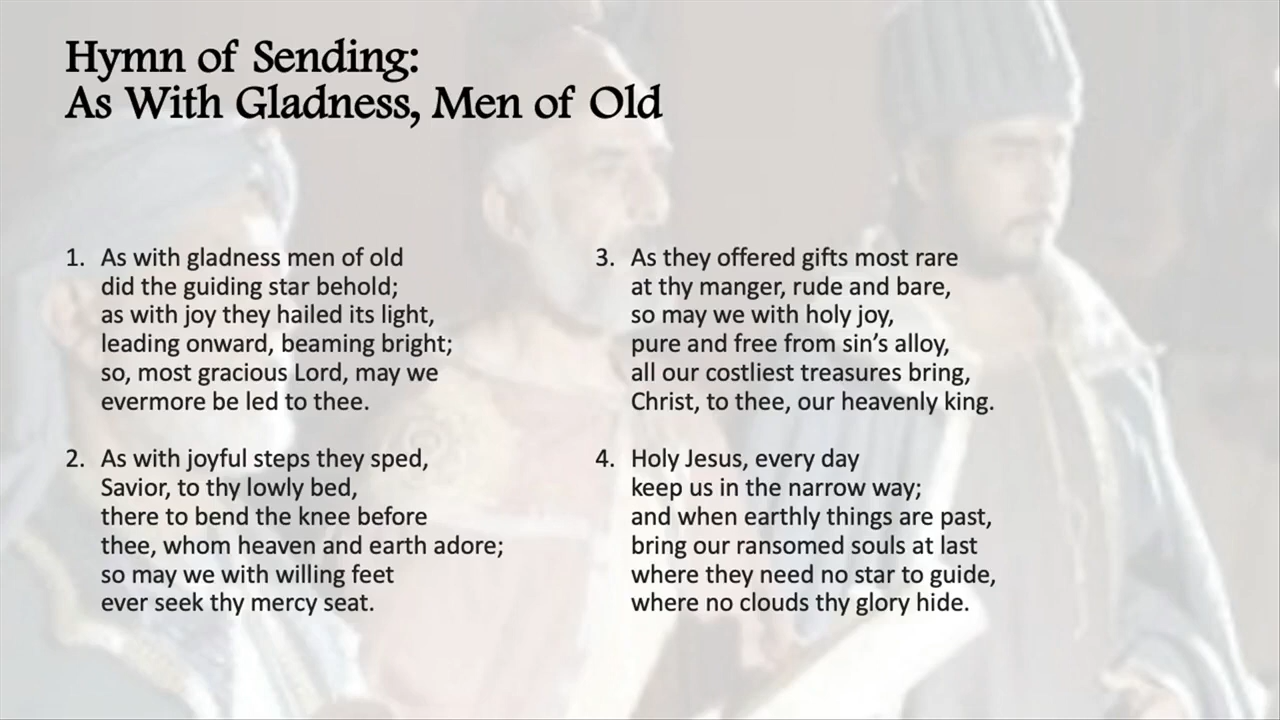 Hymn of Sending:
As With Gladness, Men of Old
1. As with gladness men of old
did the guiding star behold;
as with joy they hailed its light,
leading onward, beaming bright;
so, most gracious Lord, may we
evermore be led to thee.
2. As with joyful steps they sped,
Savior, to thy lowly bed,
there to bend the knee before
thee, whom heaven and earth adore;
so may we with willing feet
ever seek thy mercy seat.
3. As they offered gifts most rare
at thy manger, rude and bare,
so may we with holy joy,
pure and free from sin’s alloy,
all our costliest treasures bring,
Christ, to thee, our heavenly king.
4. Holy Jesus, every day
keep us in the narrow way;
and when earthly things are past,
bring our ransomed souls at last
where they need no star to guide,
where no clouds thy glory hide.